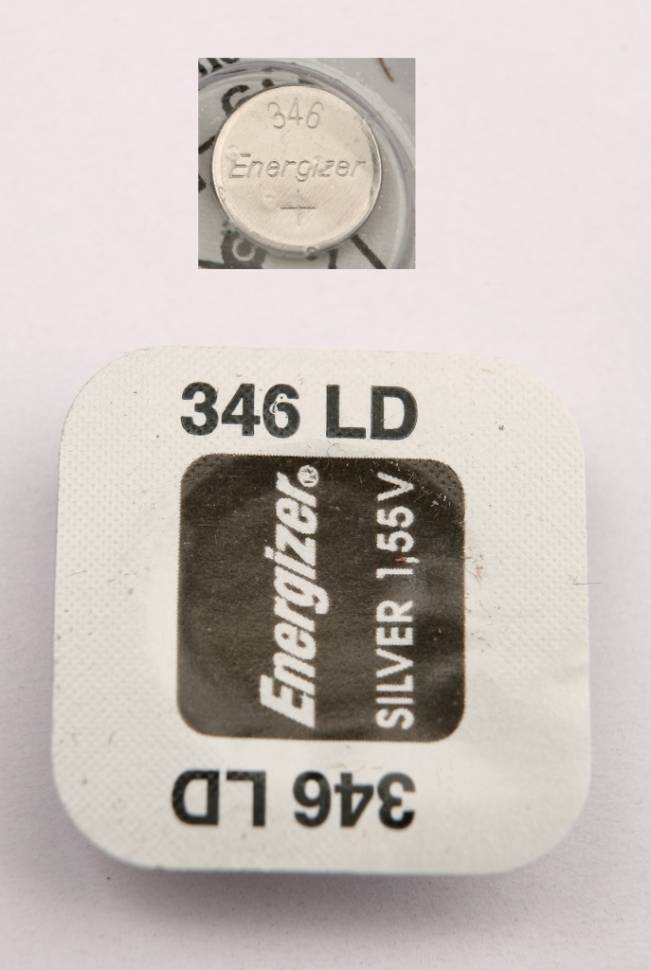 346
Energizer
+
346 LD
Energizer®
SILVER 1,55V
346 LD